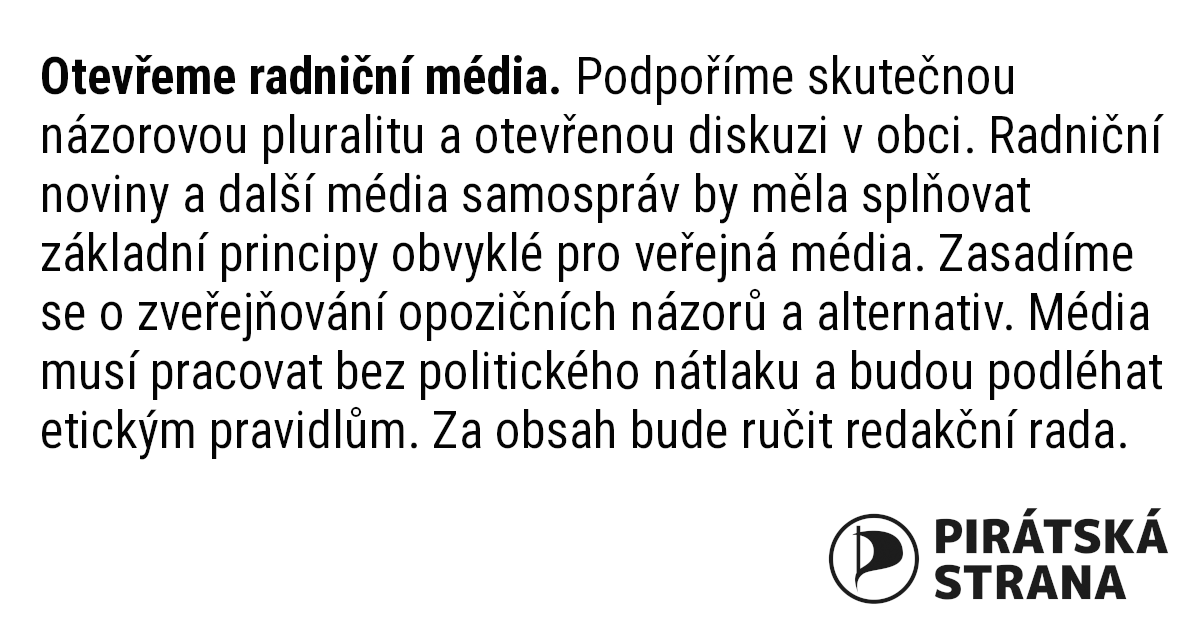 Otevřeme radniční média. Podpoříme skutečnou
názorovou pluralitu a otevřenou diskuzi v obci. Radniční
noviny a další média samospráv by měla splňovat
základní principy obvyklé pro veřejná média. Zasadíme
se o zveřejňování opozičních názorů a alternativ. Média
musí pracovat bez politického nátlaku a budou podléhat
etickým pravidlům. Za obsah bude ručit redakční rada.
PIRÁTSKÁ
STRANA